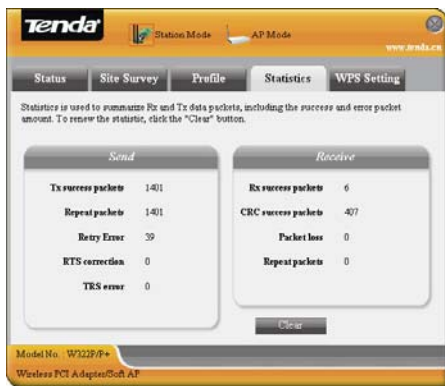 Tenda
Station Mode
AP Mode
www.tenda.cn
Status
Site Survey
Profile
Statistics
WPS Setting
Statistics is used to summarize Rx and Tx data packets, including the success and error packet
amount. To renew the statistic, click the "Clear" button.
Send
Tx success packets 1401
Repeat packets 1401
Retry Error 39
RTS correction 0
TRS error 0
Receive
Rx success packets 6
CRC success packets 407
Packet loss 0
Repeat packets 0
Clear
Model No. W322P/P+
Wireless PCI Adapter/Soft AP